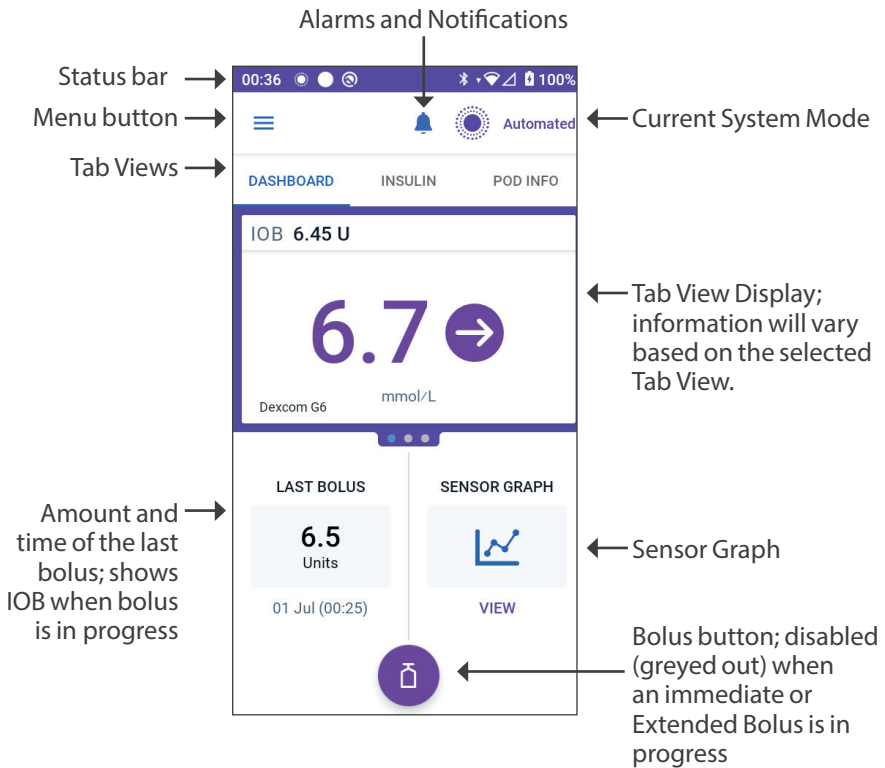 Alarms and Notifications
Status bar
00:36
100%
Menu button
Automated
Current System Mode
Tab Views
DASHBOARD INSULIN POD INFO
IOB 6.45 U
6.7
mmol/L
Dexcom G6
Tab View Display;
information will vary
based on the selected
Tab View.
LAST BOLUS
SENSOR GRAPH
Amount and
time of the last
bolus; shows
IOB when bolus
is in progress
6.5
Units
01 Jul (00:25)
VIEW
Sensor Graph
Bolus button; disabled
(greyed out) when
an immediate or
Extended Bolus is in
progress